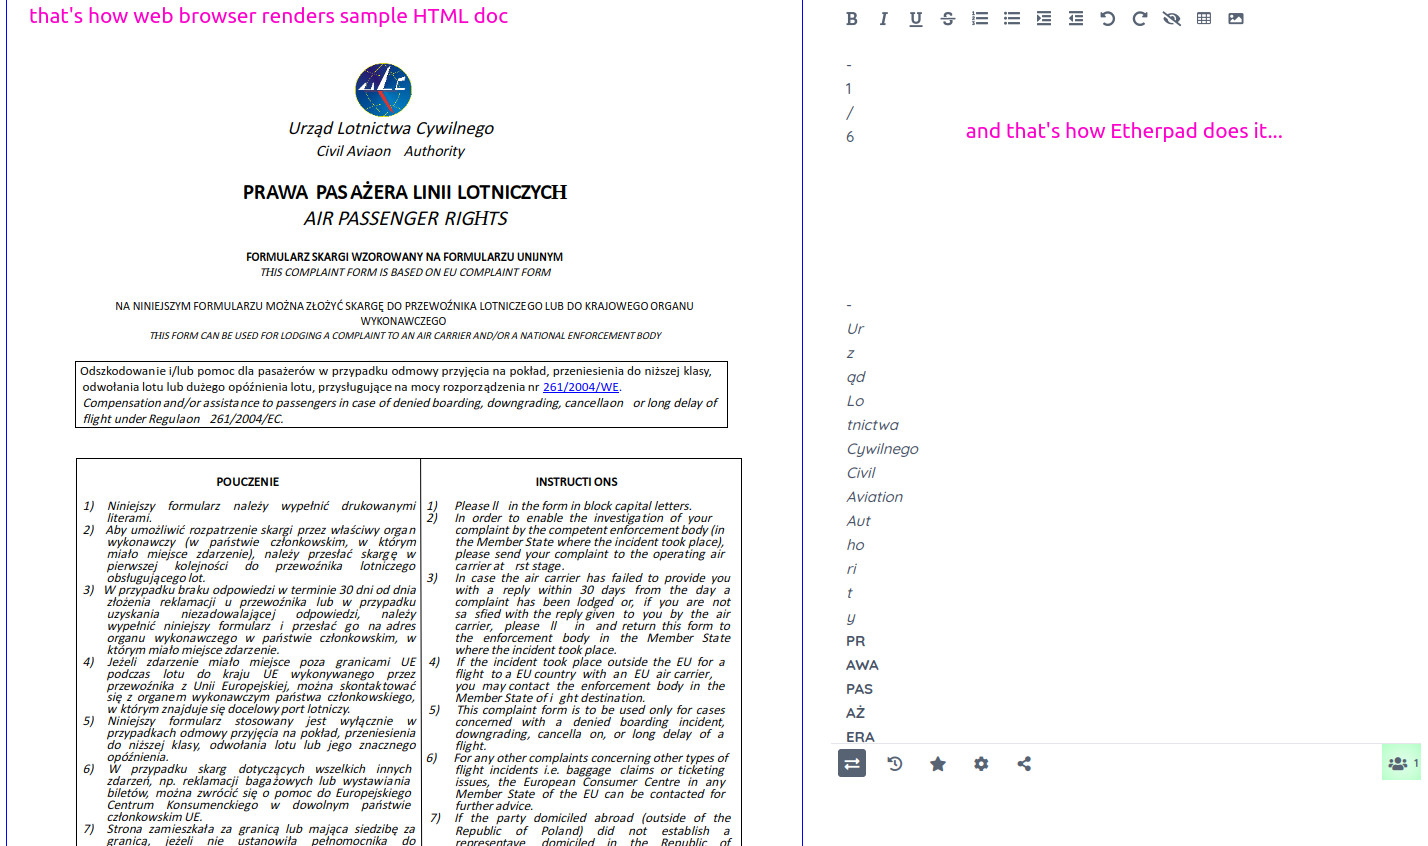 that's how web browser renders sample HTML doc
Urząd Lotnictwa Cywilnego
Civil Aviaon Authority
PRAWA PAS AŻERA LINII LOTNICZYCH
AIR PASSENGER RIGHTS
FORMULARZ SKARGI WZOROWANY NA FORMULARZU UNIJNYM
THIS COMPLAINT FORM IS BASED ON EU COMPLAINT FORM
NA NINIEJSZYM FORMULARZU MOŻNA ZŁOŻYĆ SKARGĘ DO PRZEWOŹNIKA LOTNICZEGO LUB DO KRAJOWEGO ORGANU
WYKONAWCZEGO
THIS FORM CAN BE USED FOR LODGING A COMPLAINT TO AN AIR CARRIER AND/OR A NATIONAL ENFORCEMENT BODY
Odszkodowanie i/lub pomoc dla pasażerów w przypadku odmowy przyjęcia na pokład, przeniesienia do niższej klasy,
odwołania lotu lub dużego opóźnienia lotu, przysługujące na mocy rozporządzenia nr 261/2004/WE.
Compensation and/or assistance to passengers in case of denied boarding, downgrading, cancellaon or long delay of
flight under Regulaon 261/2004/EC.
POUCZENIE
1) Niniejszy formularz należy wypełnić drukowanymi
literami.
2) Aby umożliwić rozpatrzenie skargi przez właściwy organ
wykonawczy (w państwie członkowskim, w którym
miało miejsce zdarzenie), należy przesłać skargę w
pierwszej kolejności do przewoźnika lotniczego
obsługującego lot.
3) W przypadku braku odpowiedzi w terminie 30 dni od dnia
złożenia reklamacji u przewoźnika lub w przypadku
uzyskania niezadowalającej odpowiedzi, należy
wypełnić niniejszy formularz i przesłać go na adres
organu wykonawczego w państwie członkowskim, w
którym miało miejsce zdarzenie.
4) Jeżeli zdarzenie miało miejsce poza granicami UE
podczas lotu do kraju UE wykonywanego przez
przewoźnika z Unii Europejskiej, można skontaktować
się z organem wykonawczym państwa członkowskiego,
w którym znajduje się docelowy port lotniczy.
5) Niniejszy formularz stosowany jest wyłącznie w
przypadkach odmowy przyjęcia na pokład, przeniesienia
do niższej klasy, odwołania lotu lub jego znacznego
opóźnienia.
6) W przypadku skarg dotyczących wszelkich innych
zdarzeń, np. reklamacji bagażowych lub wystawiania
biletów, można zwrócić się o pomoc do Europejskiego
Centrum Konsumenckiego w dowolnym państwie
członkowskim UE.
7) Strona zamieszkała za granicą lub mająca siedzibę za
granicą, jeżeli nie ustanowiła pełnomocnika do
INSTRUCTI ONS
1) Please ll in the form in block capital letters.
2) In order to enable the investigation of your
complaint by the competent enforcement body (in
the Member State where the incident took place),
please send your complaint to the operating air
carrier at rst stage.
3) In case the air carrier has failed to provide you
with a reply within 30 days from the day a
complaint has been lodged or, if you are not
sa sfied with the reply given to you by the air
carrier, please ll in and return this form to
the enforcement body in the Member State
where the incident took place.
4) If the incident took place outside the EU for a
flight to a EU country with an EU air carrier,
you may contact the enforcement body in the
Member State of i ght destination.
5) This complaint form is to be used only for cases
concerned with a denied boarding incident,
downgrading, cancella on, or long delay of a
flight.
6) For any other complaints concerning other types of
flight incidents i.e. baggage claims or ticketing
issues, the European Consumer Centre in any
Member State of the EU can be contacted for
further advice.
7) If the party domiciled abroad (outside of the
Republic of Poland) did not establish a
representaye domiciled in the Republic of
B I U S
-
1
/
6
and that's how Etherpad does it...
-
Ur
z
ąd
Lo
tnictwa
Cywilnego
Civil
Aviation
Aut
ho
ri
t
y
PR
AWA
PAS
AŻ
ERA
1